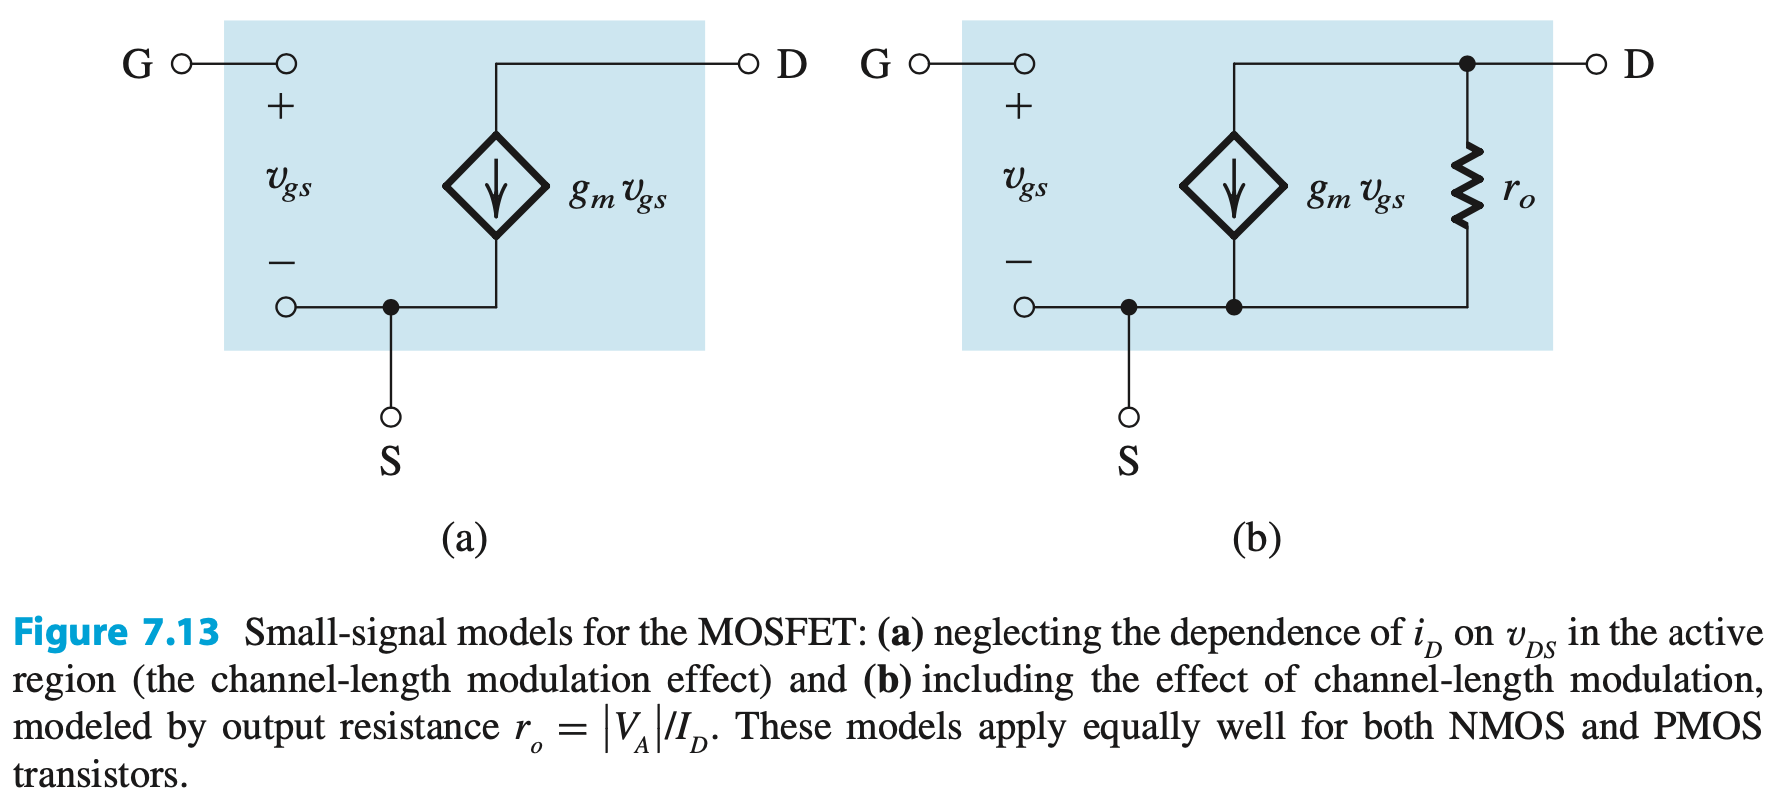 G
+
v_gs
−
g_m v_gs
D
S
(a)
G
+
v_gs
−
g_m v_gs
r_o
D
S
(b)
Figure 7.13 Small-signal models for the MOSFET: (a) neglecting the dependence of i_D on v_DS in the active
region (the channel-length modulation effect) and (b) including the effect of channel-length modulation,
modeled by output resistance r_o = |V_A|/I_D. These models apply equally well for both NMOS and PMOS
transistors.